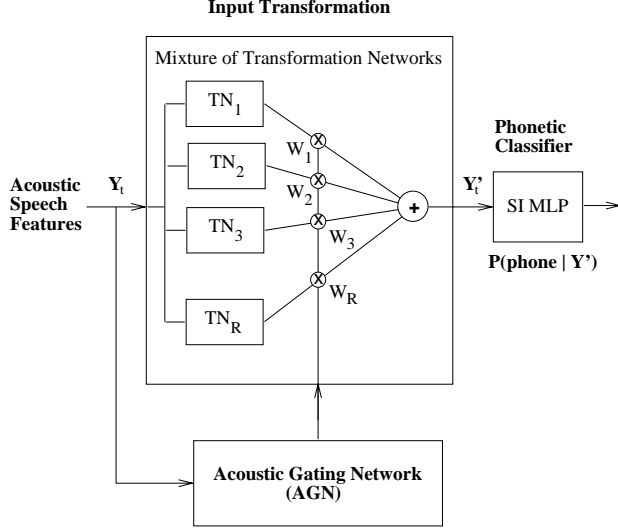 Input Transformation
Mixture of Transformation Networks
TN1
TN2
TN3
TNR
W1
W2
W3
WR
X
X
X
X
+
Acoustic
Speech
Features
Yt
Yt'
Phonetic
Classifier
SI MLP
P(phone | Y')
Acoustic Gating Network
(AGN)